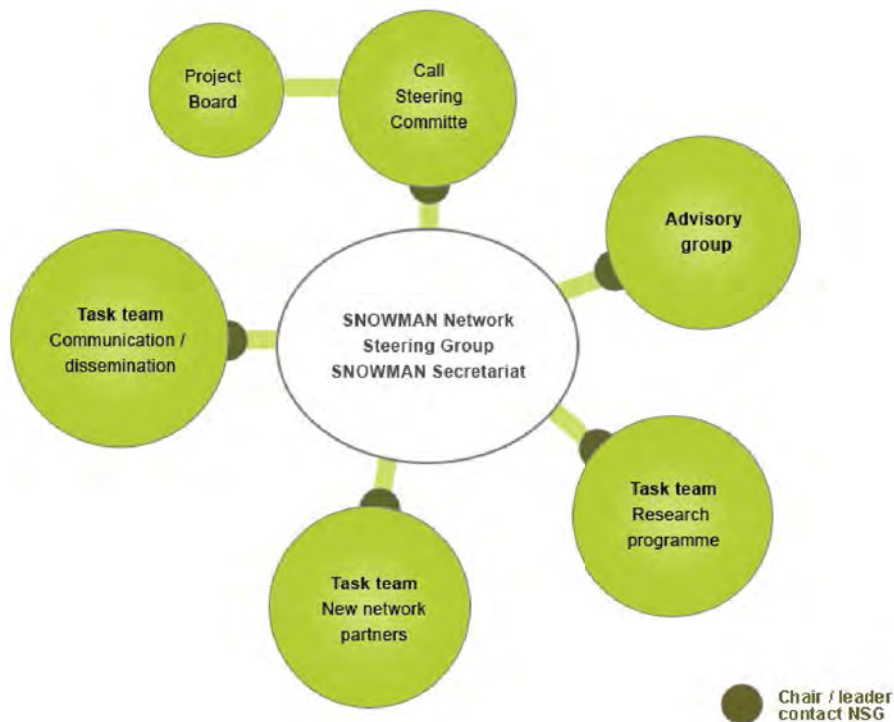 Project
Board
Call
Steering
Committe
Advisory
group
Task team
Communication /
dissemination
SNOWMAN Network
Steering Group
SNOWMAN Secretariat
Task team
Research
programme
Task team
New network
partners
Chair / leader
contact NSG